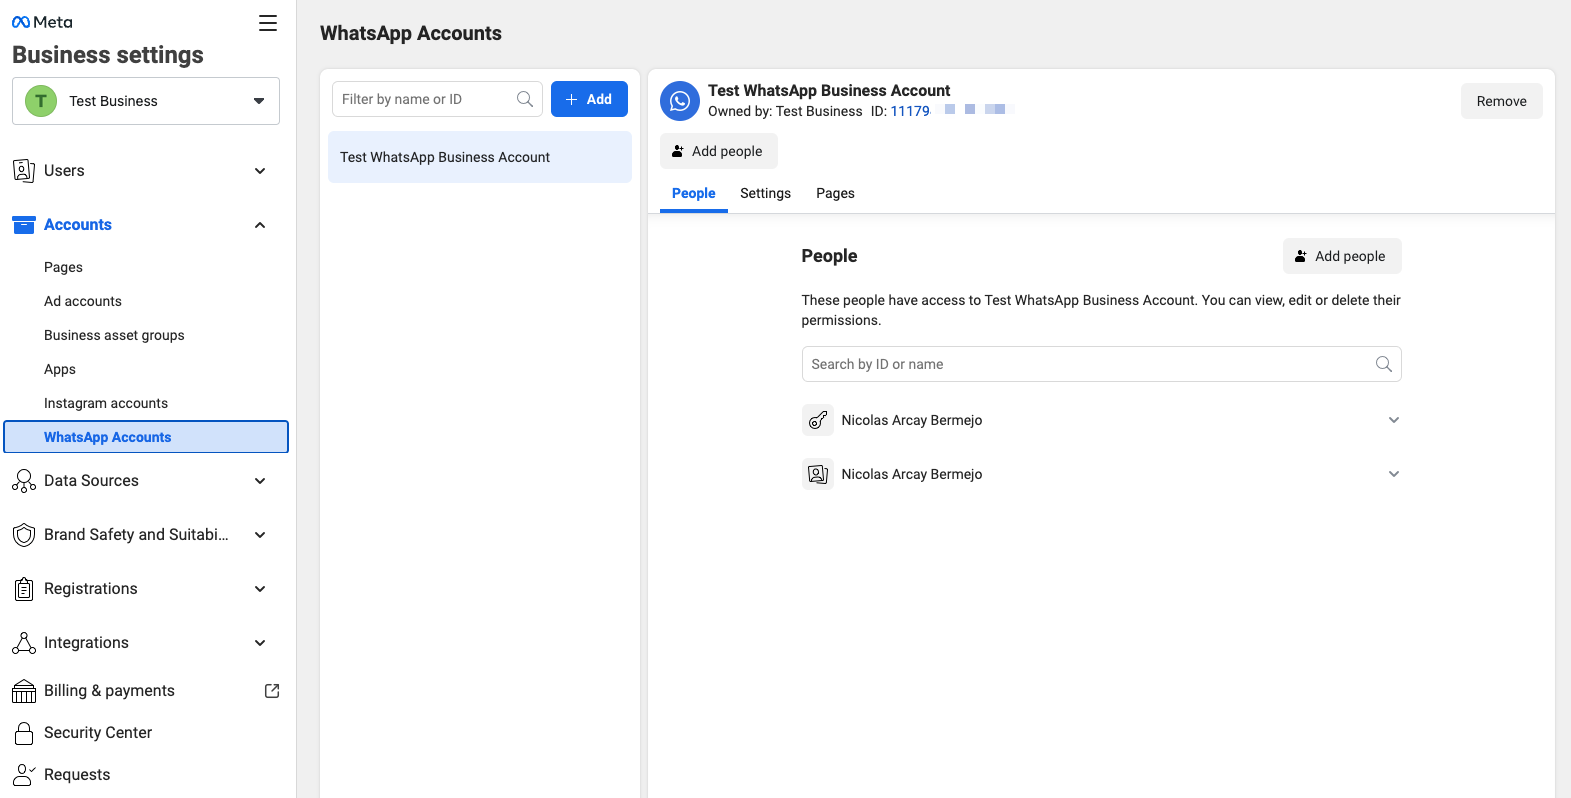 Meta
Business settings
T
Test Business
Users
Accounts
Pages
Ad accounts
Business asset groups
Apps
Instagram accounts
WhatsApp Accounts
Data Sources
Brand Safety and Suitabi...
Registrations
Integrations
Billing & payments
Security Center
Requests
WhatsApp Accounts
Filter by name or ID
+ Add
Test WhatsApp Business Account
Test WhatsApp Business Account
Owned by: Test Business ID: 11179
Remove
Add people
People Settings Pages
People
Add people
These people have access to Test WhatsApp Business Account. You can view, edit or delete their
permissions.
Search by ID or name
Nicolas Arcay Bermejo
Nicolas Arcay Bermejo